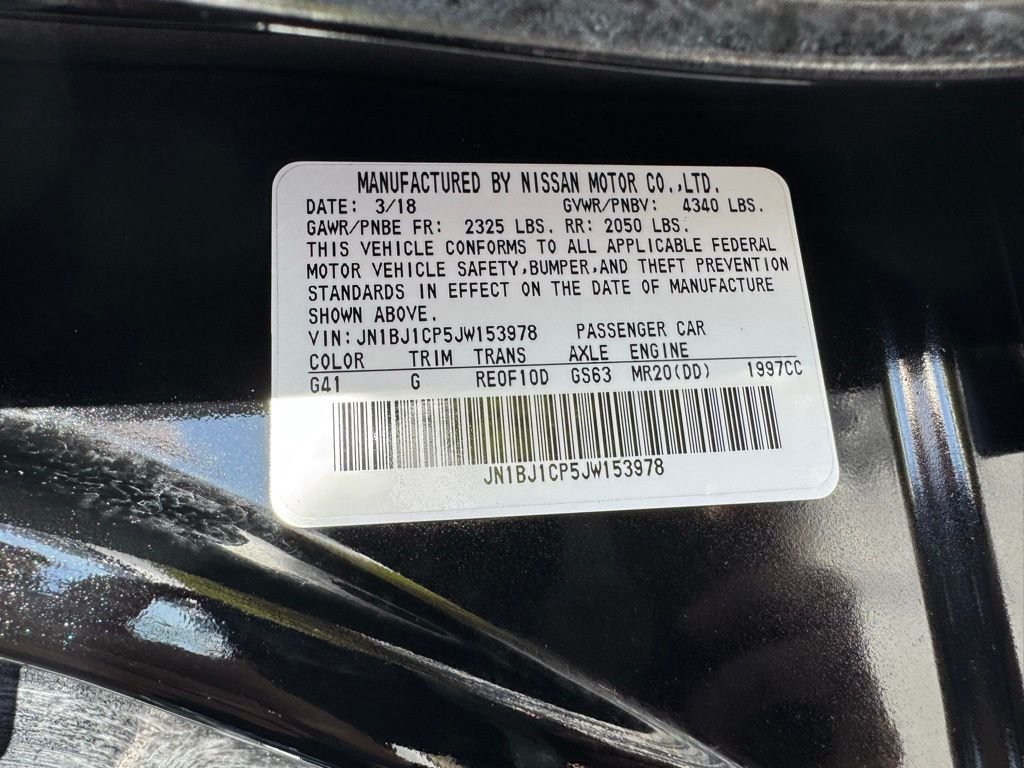 MANUFACTURED BY NISSAN MOTOR CO.,LTD.
DATE: 3/18 GVWR/PNBV: 4340 LBS.
GAWR/PNBE FR: 2325 LBS. RR: 2050 LBS.
THIS VEHICLE CONFORMS TO ALL APPLICABLE FEDERAL
MOTOR VEHICLE SAFETY,BUMPER,AND THEFT PREVENTION
STANDARDS IN EFFECT ON THE DATE OF MANUFACTURE
SHOWN ABOVE.
VIN:JN1BJ1CP5JW153978 PASSENGER CAR
COLOR TRIM TRANS AXLE ENGINE
G41 G RE0F10D GS63 MR20(DD) 1997CC
JN1BJ1CP5JW153978